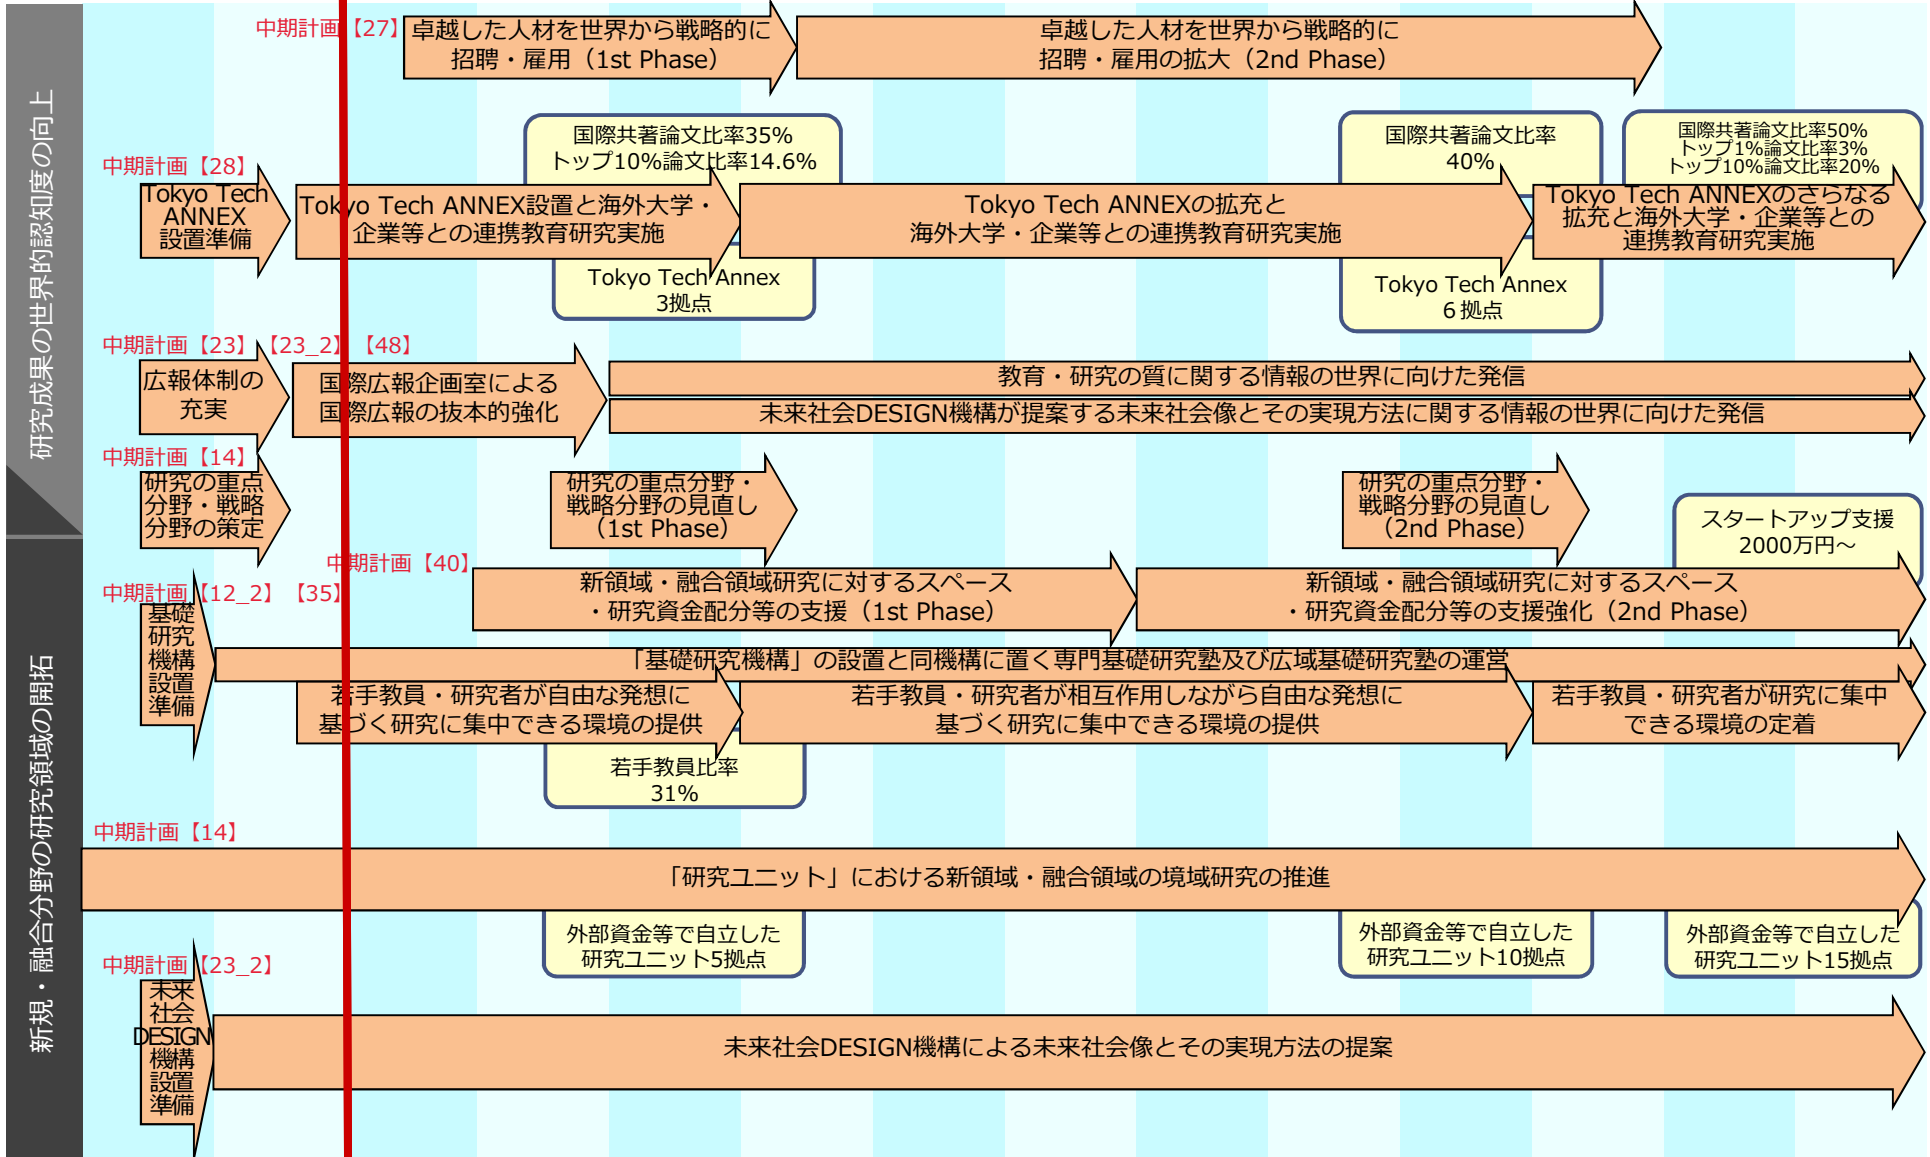 研究成果の世界的認知度の向上
中期計画【27】
卓越した人材を世界から戦略的に
招聘・雇用（1st Phase）
卓越した人材を世界から戦略的に
招聘・雇用の拡大（2nd Phase）
中期計画【28】
国際共著論文比率35%
トップ10%論文比率14.6%
国際共著論文比率
40%
国際共著論文比率50%
トップ1%論文比率3%
トップ10%論文比率20%
Tokyo Tech
ANNEX
設置準備
Tokyo Tech ANNEX設置と海外大学・
企業等との連携教育研究実施
Tokyo Tech ANNEXの拡充と
海外大学・企業等との連携教育研究実施
Tokyo Tech ANNEXのさらなる
拡充と海外大学・企業等との
連携教育研究実施
Tokyo Tech Annex
3拠点
Tokyo Tech Annex
６拠点
中期計画【23】【23_2】【48】
広報体制の
充実
国際広報企画室による
国際広報の抜本的強化
教育・研究の質に関する情報の世界に向けた発信
未来社会DESIGN機構が提案する未来社会像とその実現方法に関する情報の世界に向けた発信
中期計画【14】
研究の重点
分野・戦略
分野の策定
研究の重点分野・
戦略分野の見直し
（1st Phase）
研究の重点分野・
戦略分野の見直し
（2nd Phase）
新規・融合分野の研究領域の開拓
スタートアップ支援
2000万円～
中期計画【40】
新領域・融合領域研究に対するスペース
・研究資金配分等の支援（1st Phase）
新領域・融合領域研究に対するスペース
・研究資金配分等の支援強化（2nd Phase）
中期計画【12_2】【35】
基礎
研究
機構
設置
準備
「基礎研究機構」の設置と同機構に置く専門基礎研究塾及び広域基礎研究塾の運営
若手教員・研究者が自由な発想に
基づく研究に集中できる環境の提供
若手教員・研究者が相互作用しながら自由な発想に
基づく研究に集中できる環境の提供
若手教員・研究者が研究に集中
できる環境の定着
若手教員比率
31%
中期計画【14】
「研究ユニット」における新領域・融合領域の境域研究の推進
外部資金等で自立した
研究ユニット5拠点
外部資金等で自立した
研究ユニット10拠点
外部資金等で自立した
研究ユニット15拠点
中期計画【23_2】
未来
社会
DESIGN
機構
設置
準備
未来社会DESIGN機構による未来社会像とその実現方法の提案